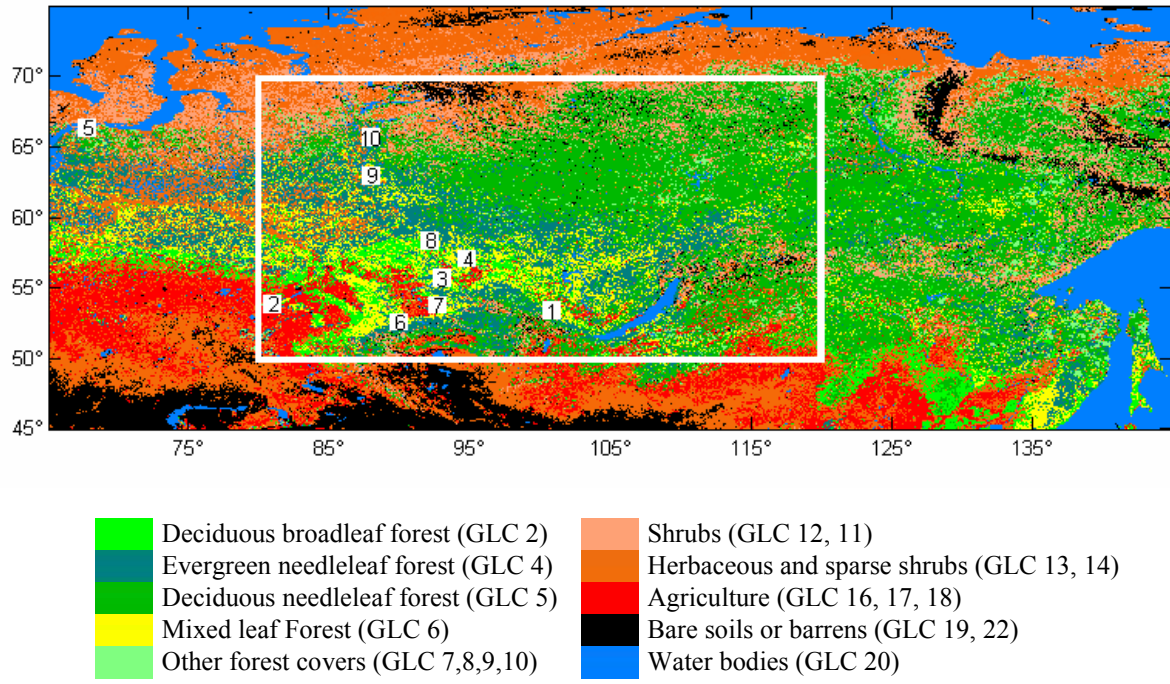 70°
65°
60°
55°
50°
45°
5
10
9
8
4
3
2
7
6
1
75°
85°
95°
105°
115°
125°
135°
Deciduous broadleaf forest (GLC 2)
Evergreen needleleaf forest (GLC 4)
Deciduous needleleaf forest (GLC 5)
Mixed leaf Forest (GLC 6)
Other forest covers (GLC 7,8,9,10)
Shrubs (GLC 12, 11)
Herbaceous and sparse shrubs (GLC 13, 14)
Agriculture (GLC 16, 17, 18)
Bare soils or barrens (GLC 19, 22)
Water bodies (GLC 20)